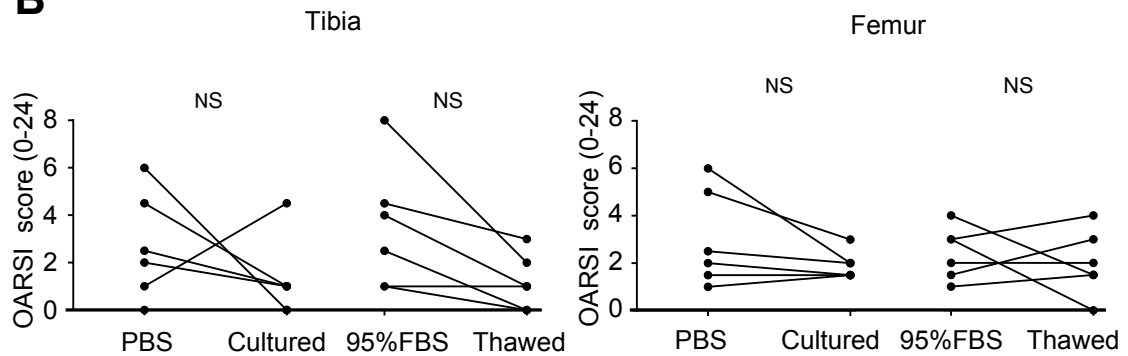 B
Tibia
NS
NS
OARSI score (0-24)
8
6
4
2
0
PBS
Cultured
95%FBS
Thawed
Femur
NS
NS
OARSI score (0-24)
8
6
4
2
0
PBS
Cultured
95%FBS
Thawed